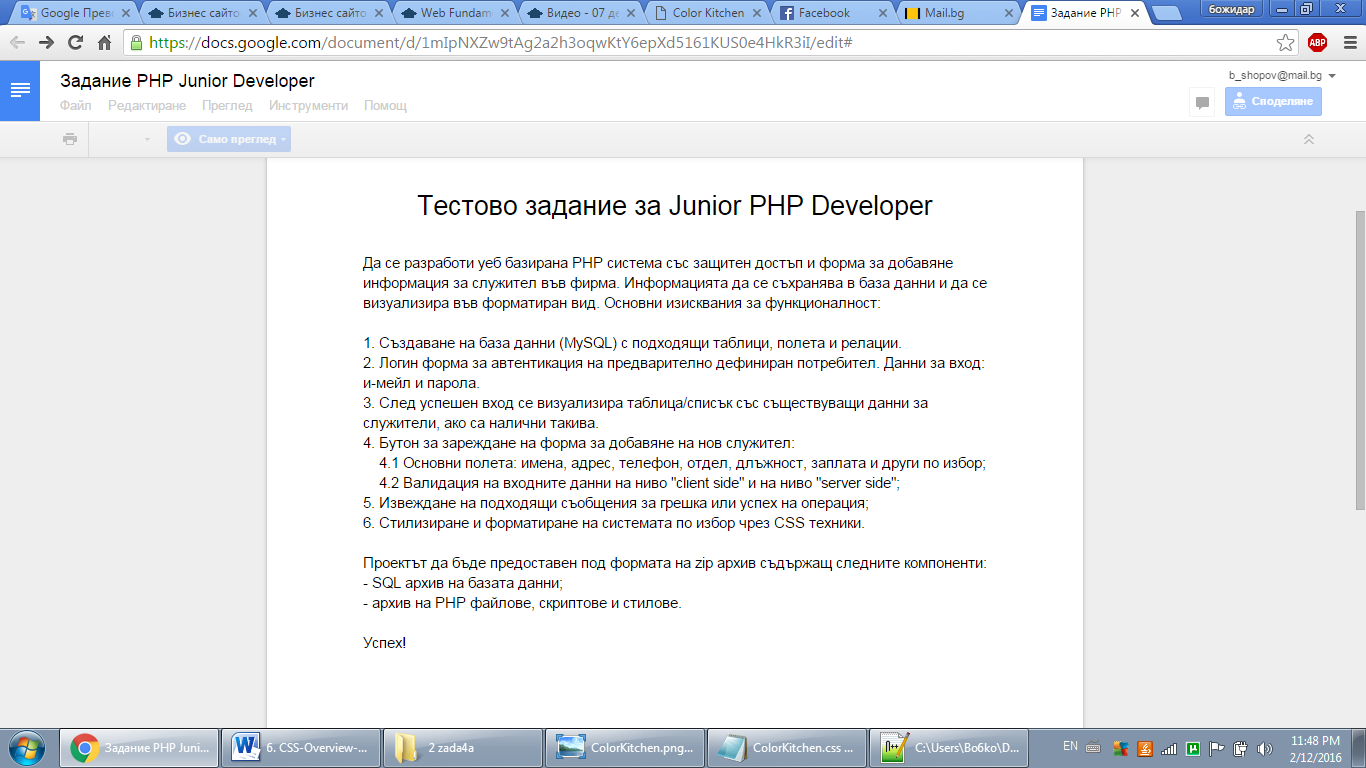 Google Прев
Бизнес сайто
Бизнес сайто
Web Fundam
Видео - 07 де
Color Kitchen
Facebook
Mail.bg
Задание PHP
божидар
https://docs.google.com/document/d/1mIpNXZw9tAg2a2h3oqwKtY6epXd5161KUS0e4HkR3iI/edit#
ABP
Задание PHP Junior Developer
b_shopov@mail.bg
Файл Редактиране Преглед Инструменти Помощ
Споделяне
Само преглед
Тестово задание за Junior PHP Developer
Да се разработи уеб базирана PHP система със защитен достъп и форма за добавяне
информация за служител във фирма. Информацията да се съхранява в база данни и да се
визуализира във форматиран вид. Основни изисквания за функционалност:
1. Създаване на база данни (MySQL) с подходящи таблици, полета и релации.
2. Логин форма за автентикация на предварително дефиниран потребител. Данни за вход:
и-мейл и парола.
3. След успешен вход се визуализира таблица/списък със съществуващи данни за
служители, ако са налични такива.
4. Бутон за зареждане на форма за добавяне на нов служител:
4.1 Основни полета: имена, адрес, телефон, отдел, длъжност, заплата и други по избор;
4.2 Валидация на входните данни на ниво "client side" и на ниво "server side";
5. Извеждане на подходящи съобщения за грешка или успех на операция;
6. Стилизиране и форматиране на системата по избор чрез CSS техники.
Проектът да бъде предоставен под формата на zip архив съдържащ следните компоненти:
- SQL архив на базата данни;
- архив на PHP файлове, скриптове и стилове.
Успех!
Задание PHP Juni...
6. CSS-Overview-...
2 zada4a
ColorKitchen.png...
ColorKitchen.css ...
C:\Users\Bo6ko\D...
EN
11:48 PM
2/12/2016